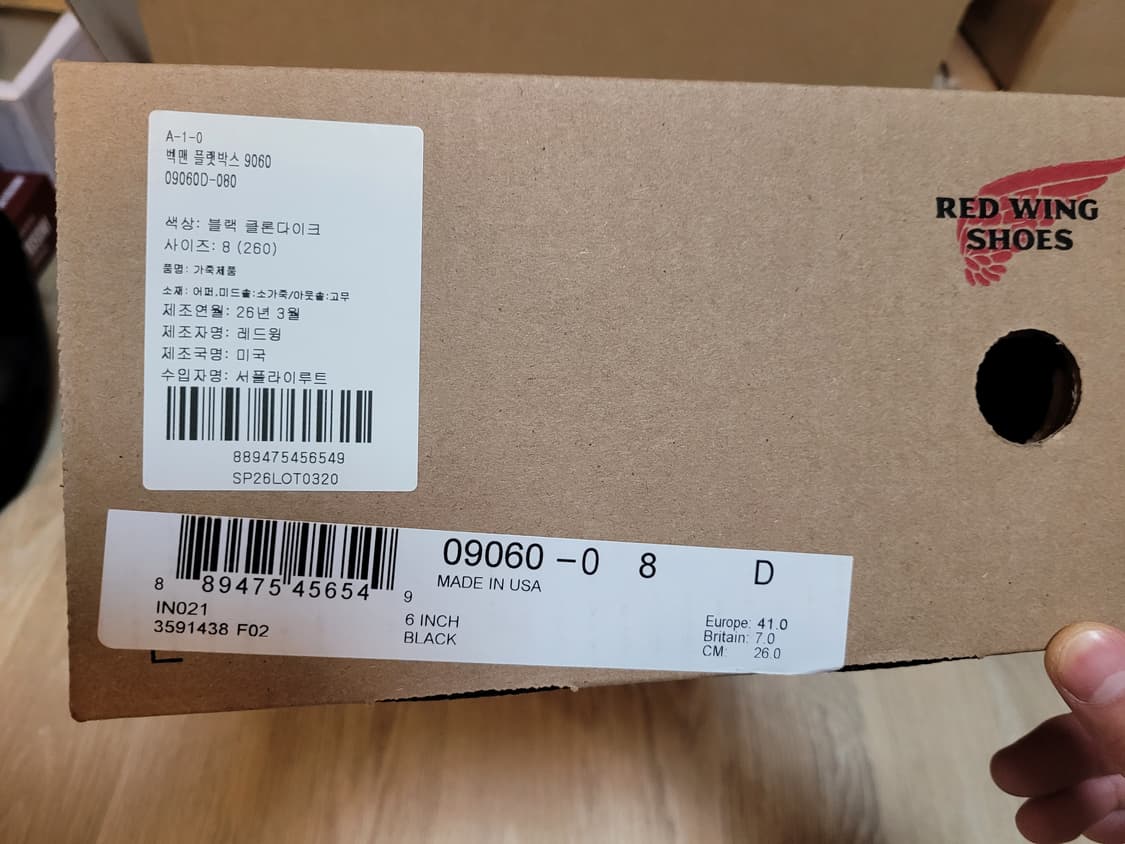 A-1-0
벡맨 플랫박스 9060
09060D-080
색상: 블랙 클론다이크
사이즈: 8 (260)
품명: 가죽제품
소재: 어퍼,미드솔:소가죽/아웃솔:고무
제조연월: 26년 3월
제조자명: 레드윙
제조국명: 미국
수입자명: 서플라이루트
889475456549
SP26LOT0320
RED WING
SHOES
8 89475 45654 9
IN021
3591438 F02
09060 -0 8 D
MADE IN USA
6 INCH
BLACK
Europe: 41.0
Britain: 7.0
CM: 26.0